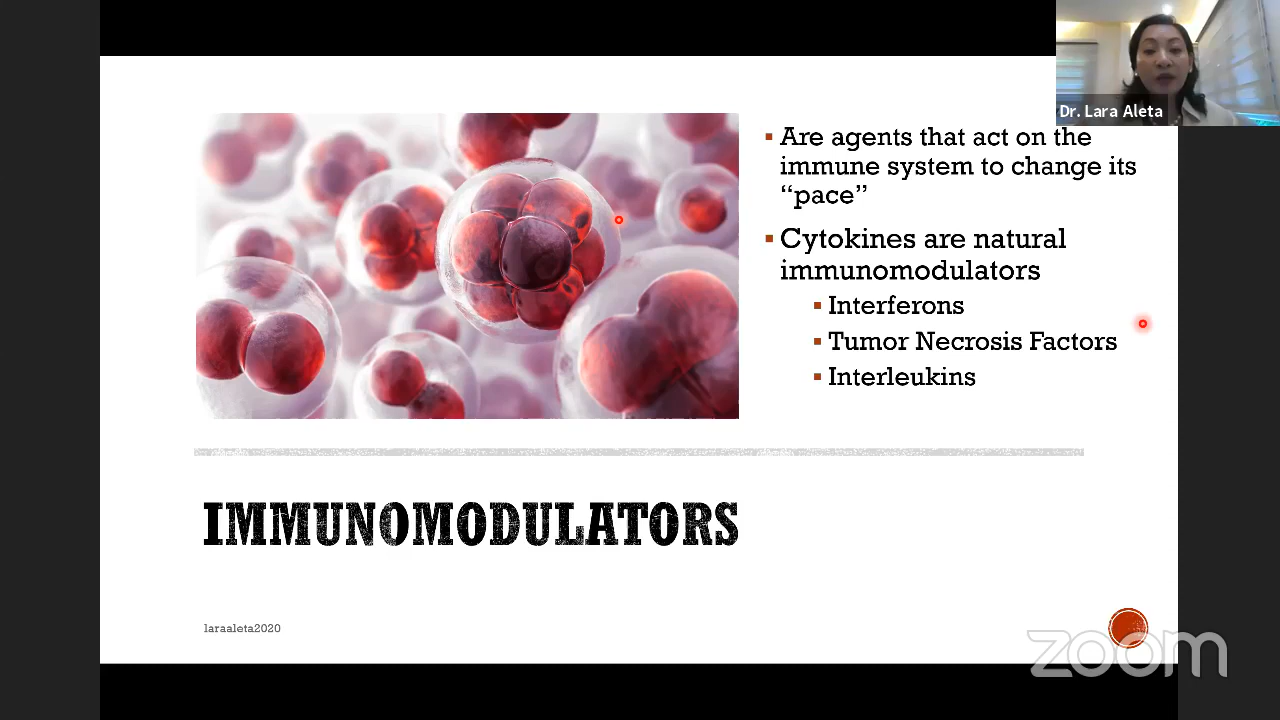 Dr. Lara Aleta
Are agents that act on the
immune system to change its
“pace”
Cytokines are natural
immunomodulators
Interferons
Tumor Necrosis Factors
Interleukins
IMMUNOMODULATORS
laraaleta2020
zoom